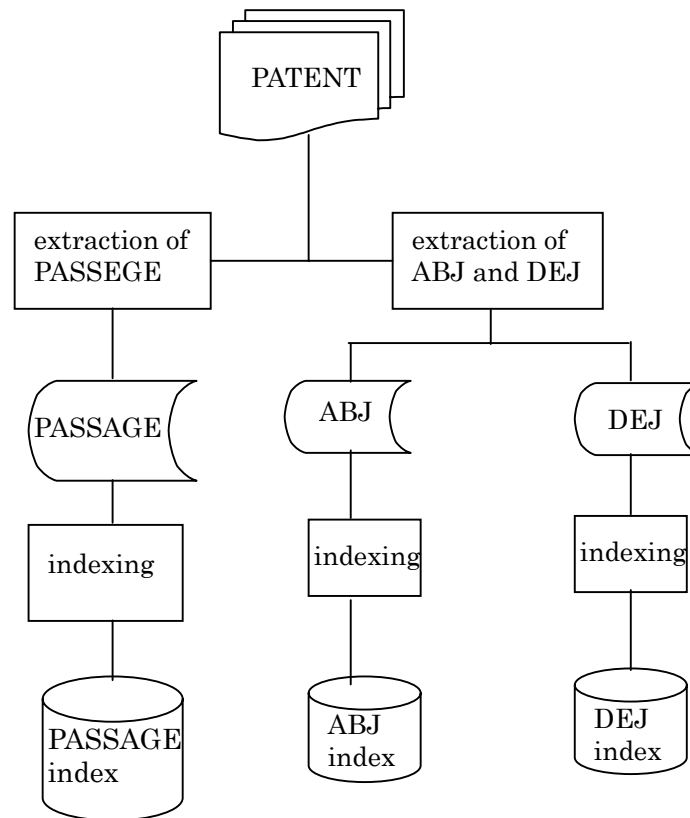 PATENT
extraction of
PASSEGE
extraction of
ABJ and DEJ
PASSAGE
ABJ
DEJ
indexing
indexing
indexing
PASSAGE
index
ABJ
index
DEJ
index